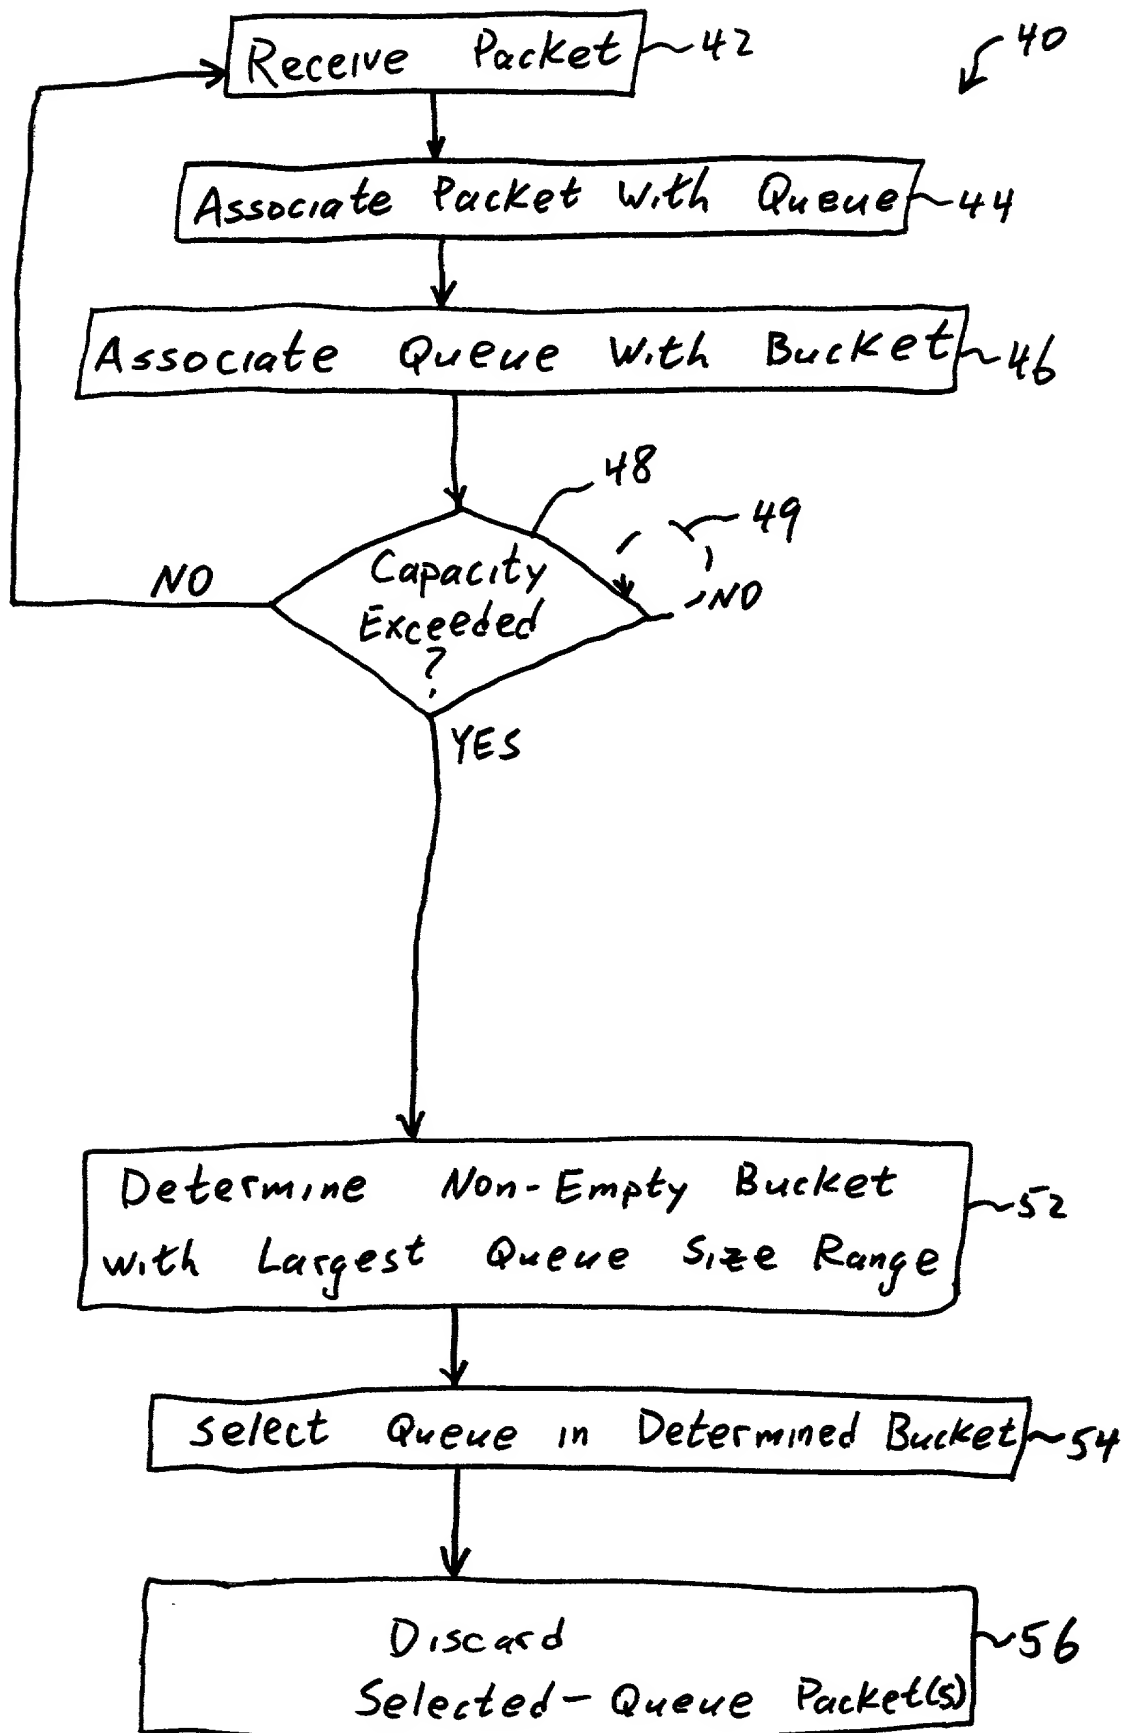 Receive Packet 42
40
Associate Packet With Queue 44
Associate Queue With Bucket 46
48
49
NO
Capacity
Exceeded
?
NO
YES
Determine Non-Empty Bucket
with Largest Queue Size Range
52
Select Queue in Determined Bucket 54
Discard
Selected-Queue Packet(s)
56